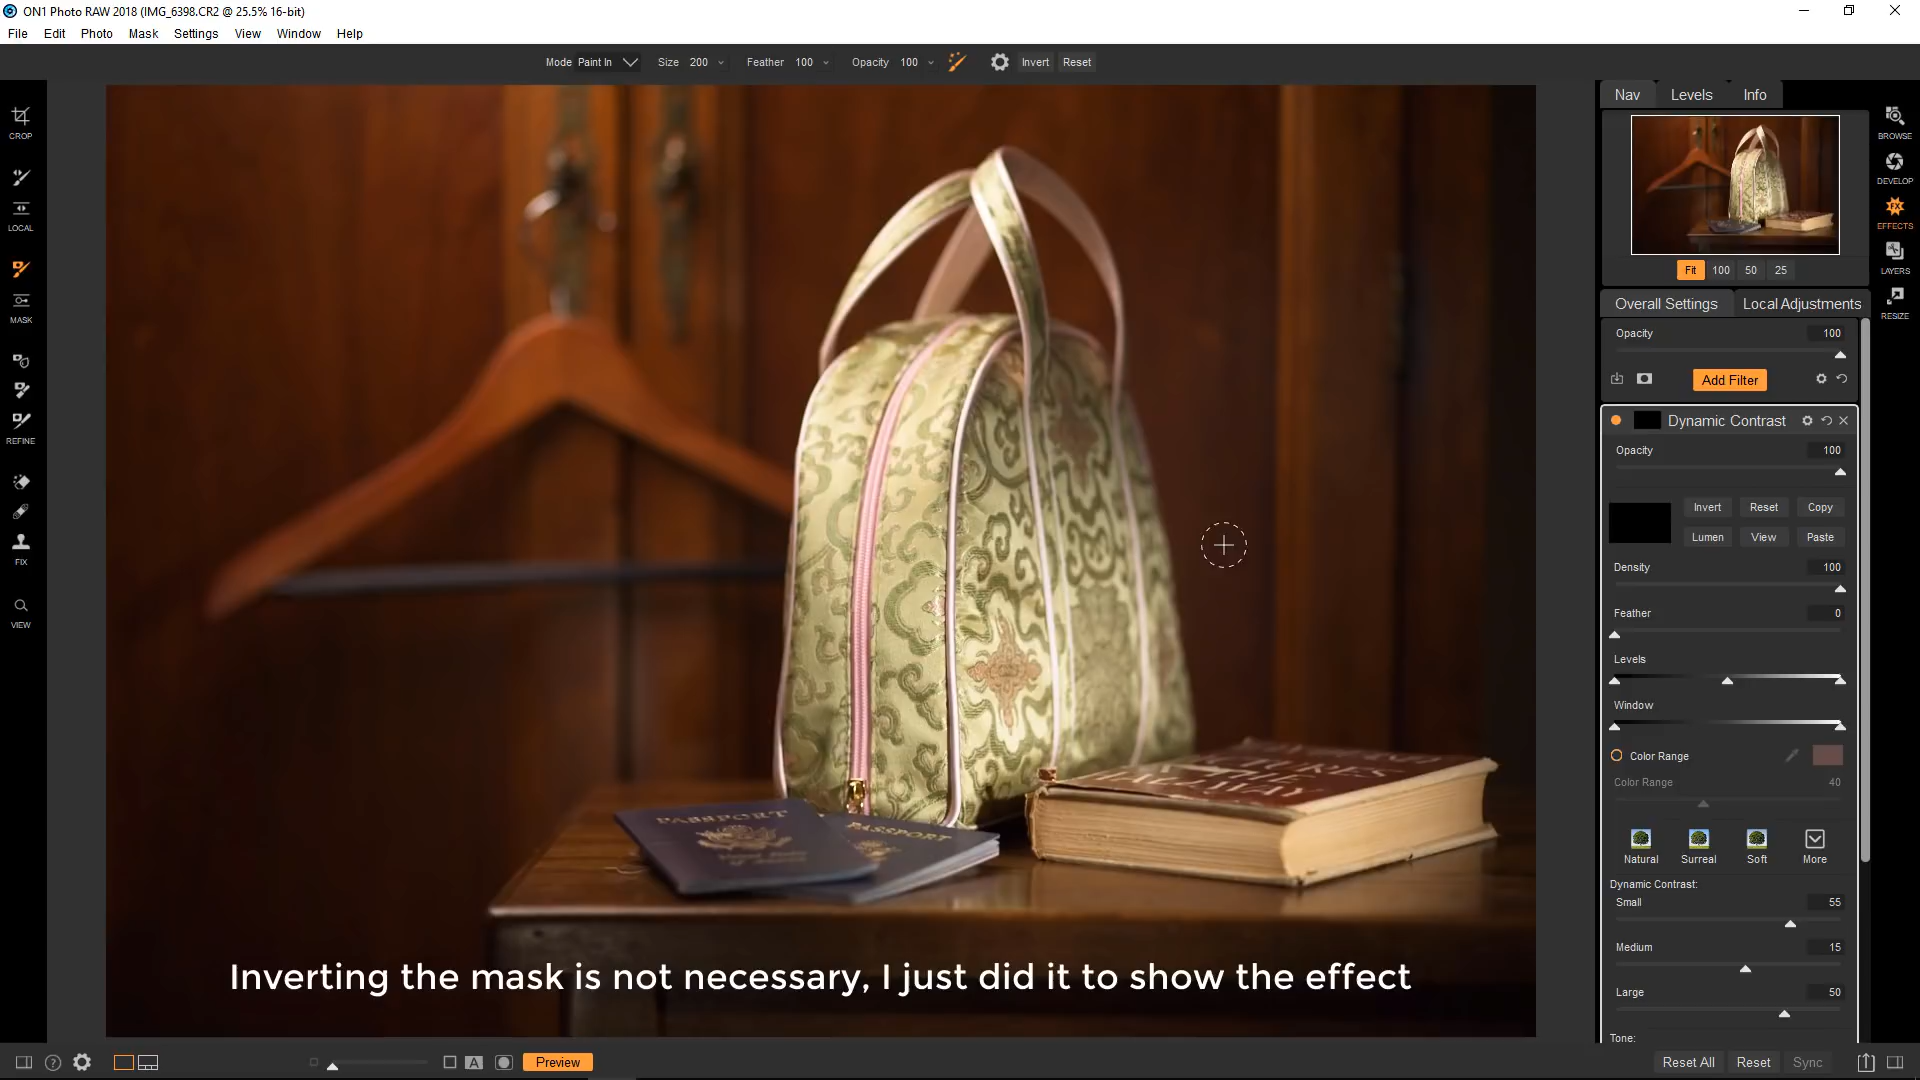 ON1 Photo RAW 2018 (IMG_6398.CR2 @ 25.5% 16-bit)
File Edit Photo Mask Settings View Window Help
Mode Paint In Size 200 Feather 100 Opacity 100 Invert Reset
CROP
LOCAL
MASK
REFINE
FIX
VIEW
PASSPORT
PASSPORT
Inverting the mask is not necessary, I just did it to show the effect
Nav Levels Info
Fit 100 50 25
BROWSE
DEVELOP
FX
EFFECTS
LAYERS
RESIZE
Overall Settings Local Adjustments
Opacity 100
Add Filter
Dynamic Contrast
Opacity 100
Invert Reset Copy
Lumen View Paste
Density 100
Feather 0
Levels
Window
Color Range
Color Range 40
Natural Surreal Soft More
Dynamic Contrast:
Small 55
Medium 15
Large 50
Tone:
? A Preview
Reset All Reset Sync